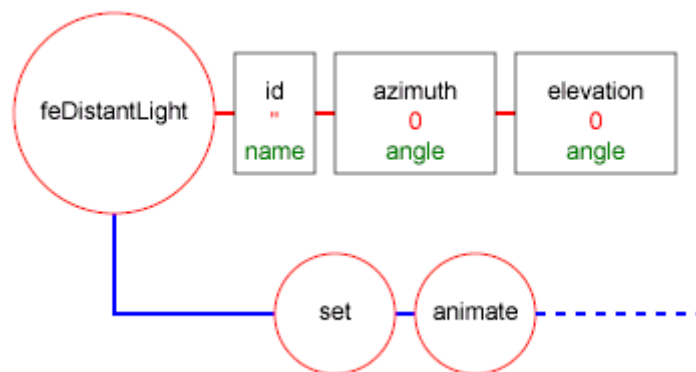 feDistantLight
id
"
name
azimuth
0
angle
elevation
0
angle
set
animate